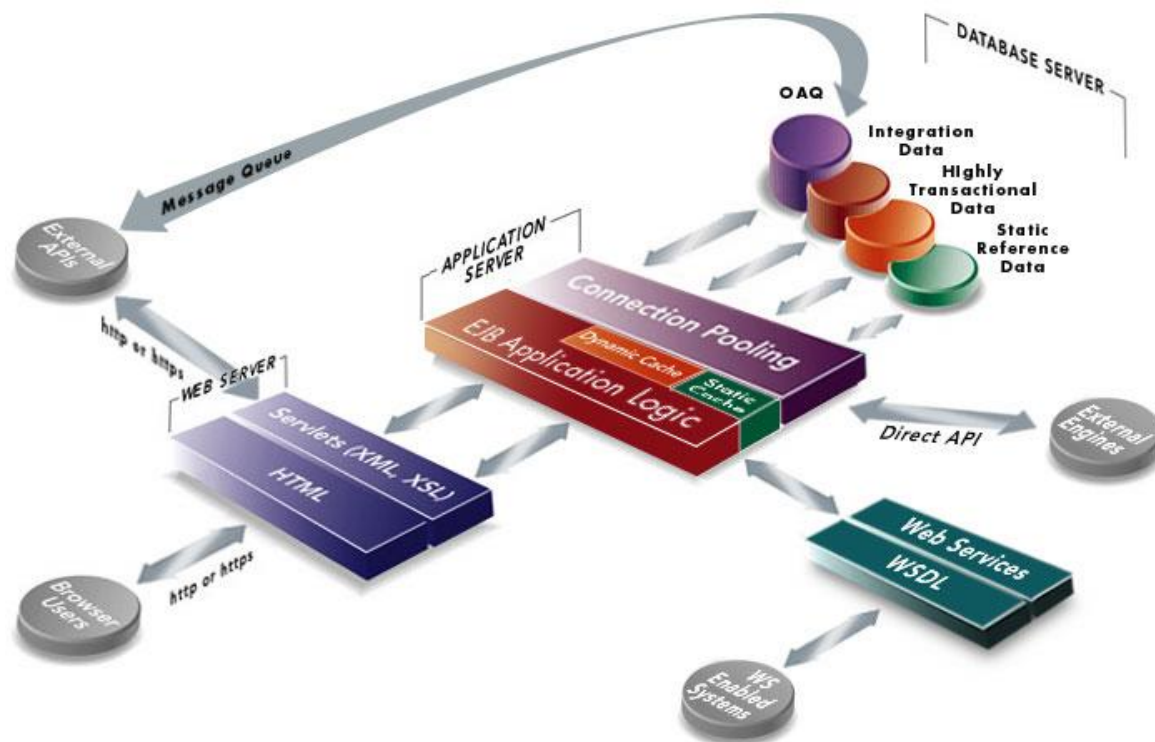 DATABASE SERVER
OAQ
Integration
Data
HIghly
Transactional
Data
Static
Reference
Data
Message Queue
External
APIs
APPLICATION
SERVER
Connection Pooling
Dynamic Cache
Static
Cache
EJB Application Logic
http or https
WEB SERVER
Servlets (XML, XSL)
HTML
Direct API
External
Engines
Web Services
WSDL
http or https
Browser
Users
WS
Enabled
Systems